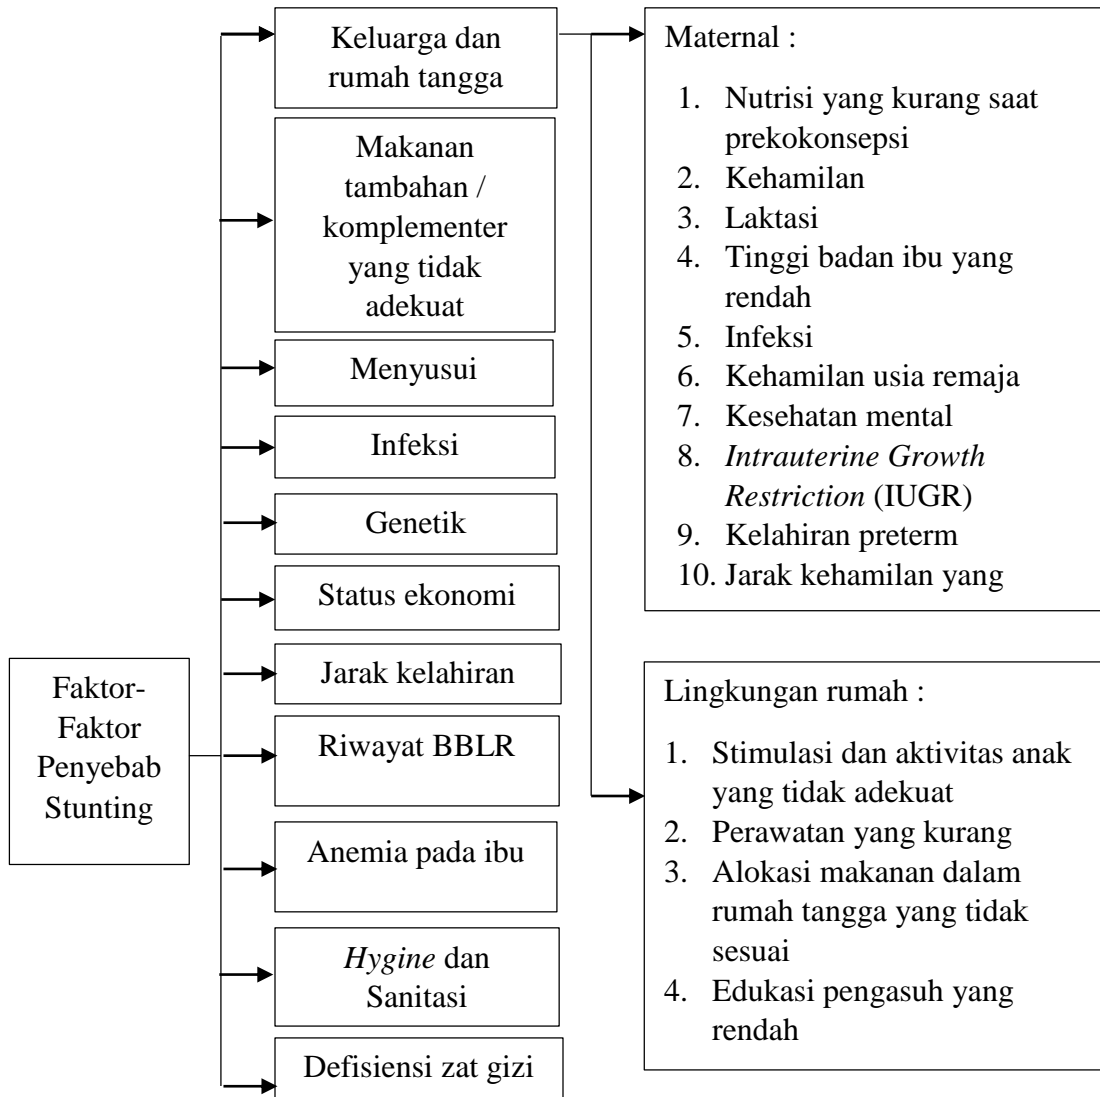 Faktor-
Faktor
Penyebab
Stunting
Keluarga dan
rumah tangga
Makanan
tambahan /
komplementer
yang tidak
adekuat
Menyusui
Infeksi
Genetik
Status ekonomi
Jarak kelahiran
Riwayat BBLR
Anemia pada ibu
Hygine dan
Sanitasi
Defisiensi zat gizi
Maternal :
1. Nutrisi yang kurang saat
prekokonsepsi
2. Kehamilan
3. Laktasi
4. Tinggi badan ibu yang
rendah
5. Infeksi
6. Kehamilan usia remaja
7. Kesehatan mental
8. Intrauterine Growth
Restriction (IUGR)
9. Kelahiran preterm
10. Jarak kehamilan yang
Lingkungan rumah :
1. Stimulasi dan aktivitas anak
yang tidak adekuat
2. Perawatan yang kurang
3. Alokasi makanan dalam
rumah tangga yang tidak
sesuai
4. Edukasi pengasuh yang
rendah